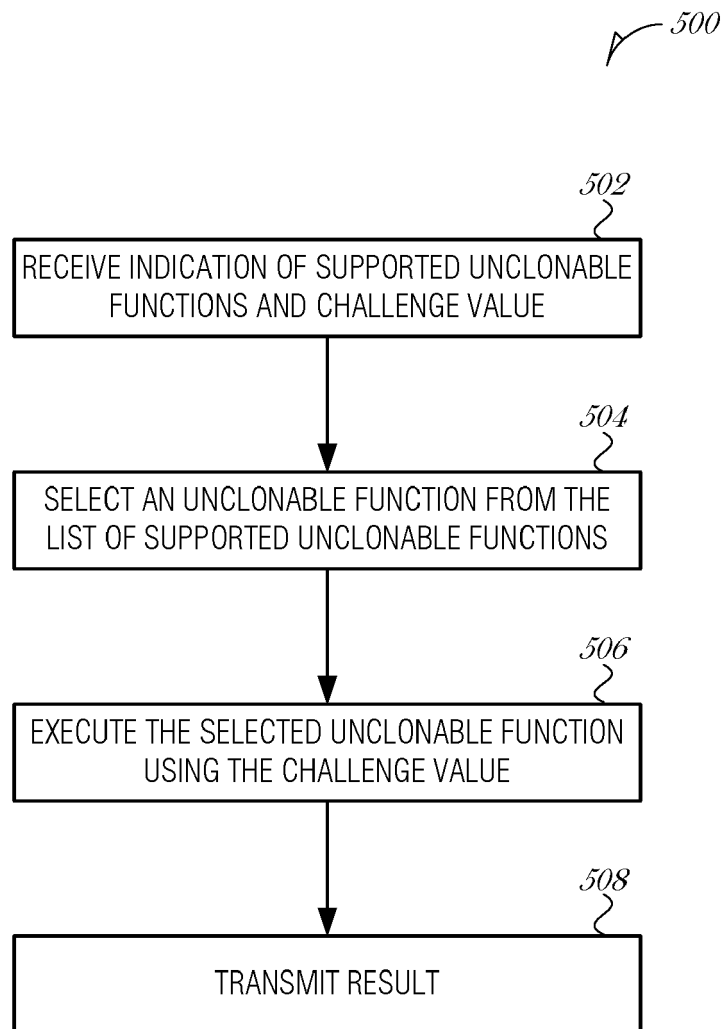 500
502
RECEIVE INDICATION OF SUPPORTED UNCLONABLE
FUNCTIONS AND CHALLENGE VALUE
504
SELECT AN UNCLONABLE FUNCTION FROM THE
LIST OF SUPPORTED UNCLONABLE FUNCTIONS
506
EXECUTE THE SELECTED UNCLONABLE FUNCTION
USING THE CHALLENGE VALUE
508
TRANSMIT RESULT